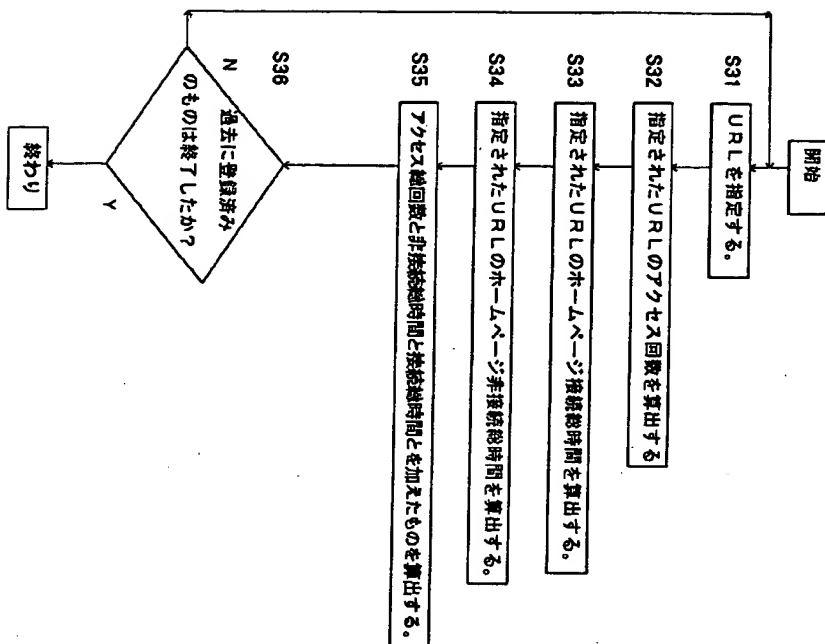 開始
S31
URLを指定する。
S32
指定されたURLのアクセス回数を算出する
S33
指定されたURLのホームページ接続総時間を算出する。
S34
指定されたURLのホームページ非接続総時間を算出する。
S35
アクセス総回数と非接続総時間と接続総時間とを加えたものを算出する。
S36
過去に登録済み
のものは終了したか?
N
Y
終わり